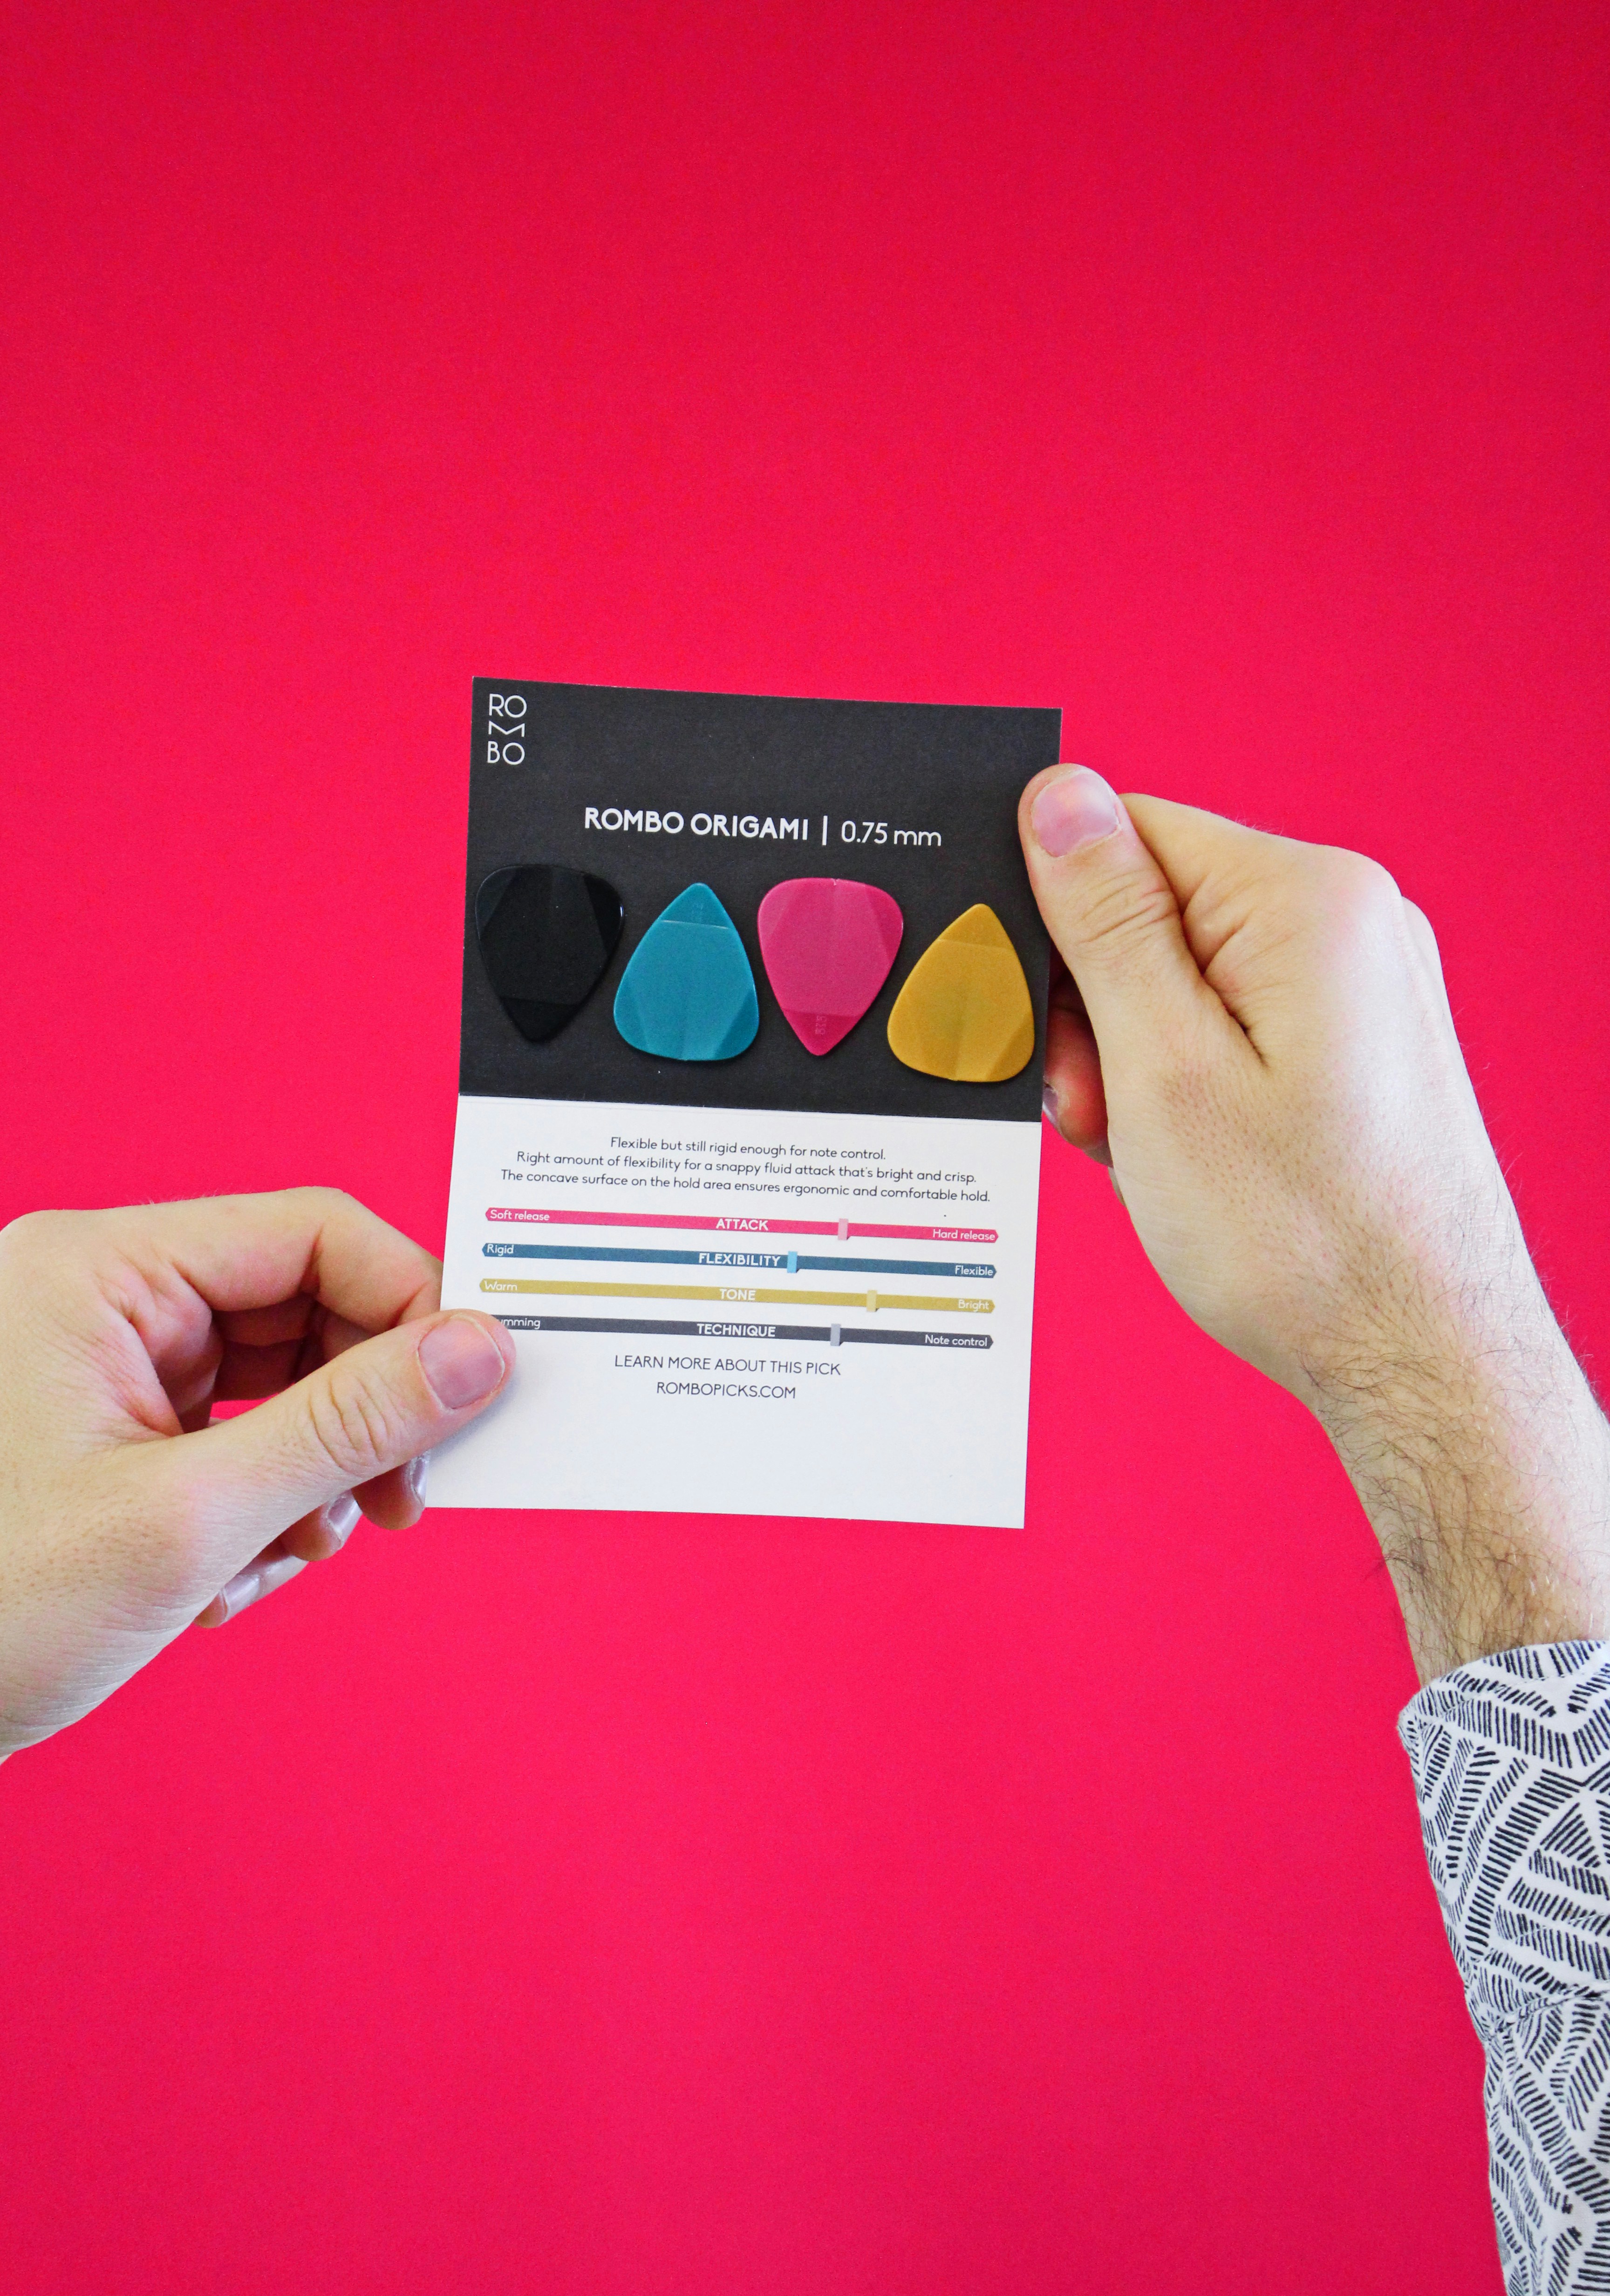 RO
M
BO
ROMBO ORIGAMI | 0.75 mm
Flexible but still rigid enough for note control.
Right amount of flexibility for a snappy fluid attack that's bright and crisp.
The concave surface on the hold area ensures ergonomic and comfortable hold.
Soft release ATTACK Hard release
Rigid FLEXIBILITY Flexible
Warm TONE Bright
TECHNIQUE Note control
LEARN MORE ABOUT THIS PICK
ROMBOPICKS.COM